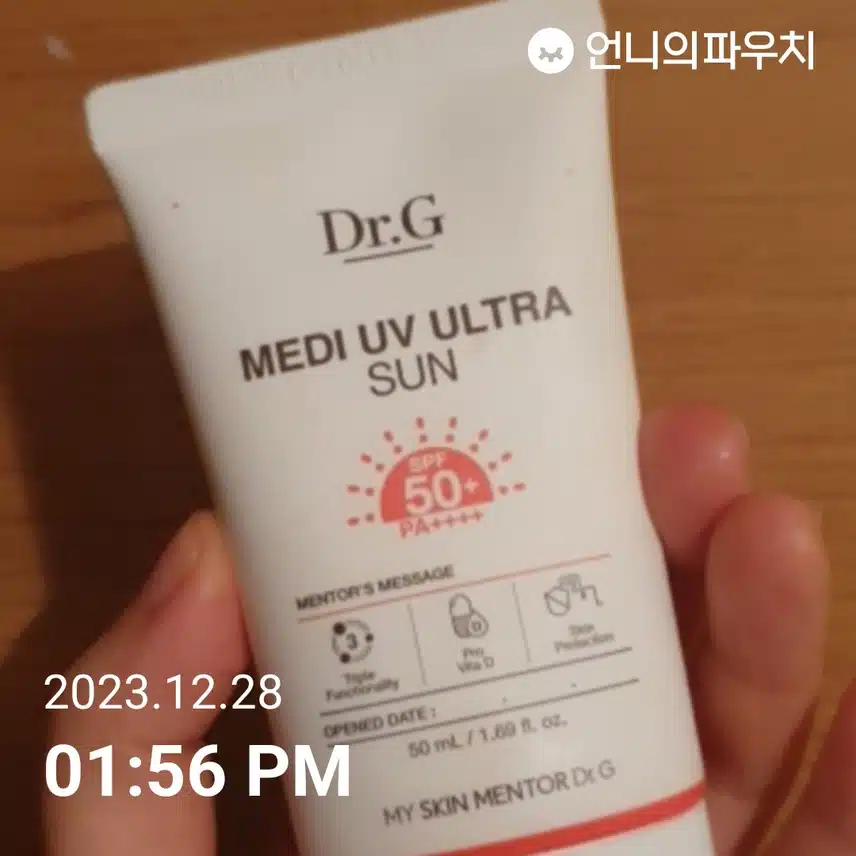 언니의파우치
Dr.G
MEDI UV ULTRA
SUN
SPF
50+
PA++++
MENTOR'S MESSAGE
3
Triple
Functionality
D
Pro
Vita D
Skin
Protection
OPENED DATE : . .
50 mL / 1.69 fl. oz.
MY SKIN MENTOR Dr.G
2023.12.28
01:56 PM